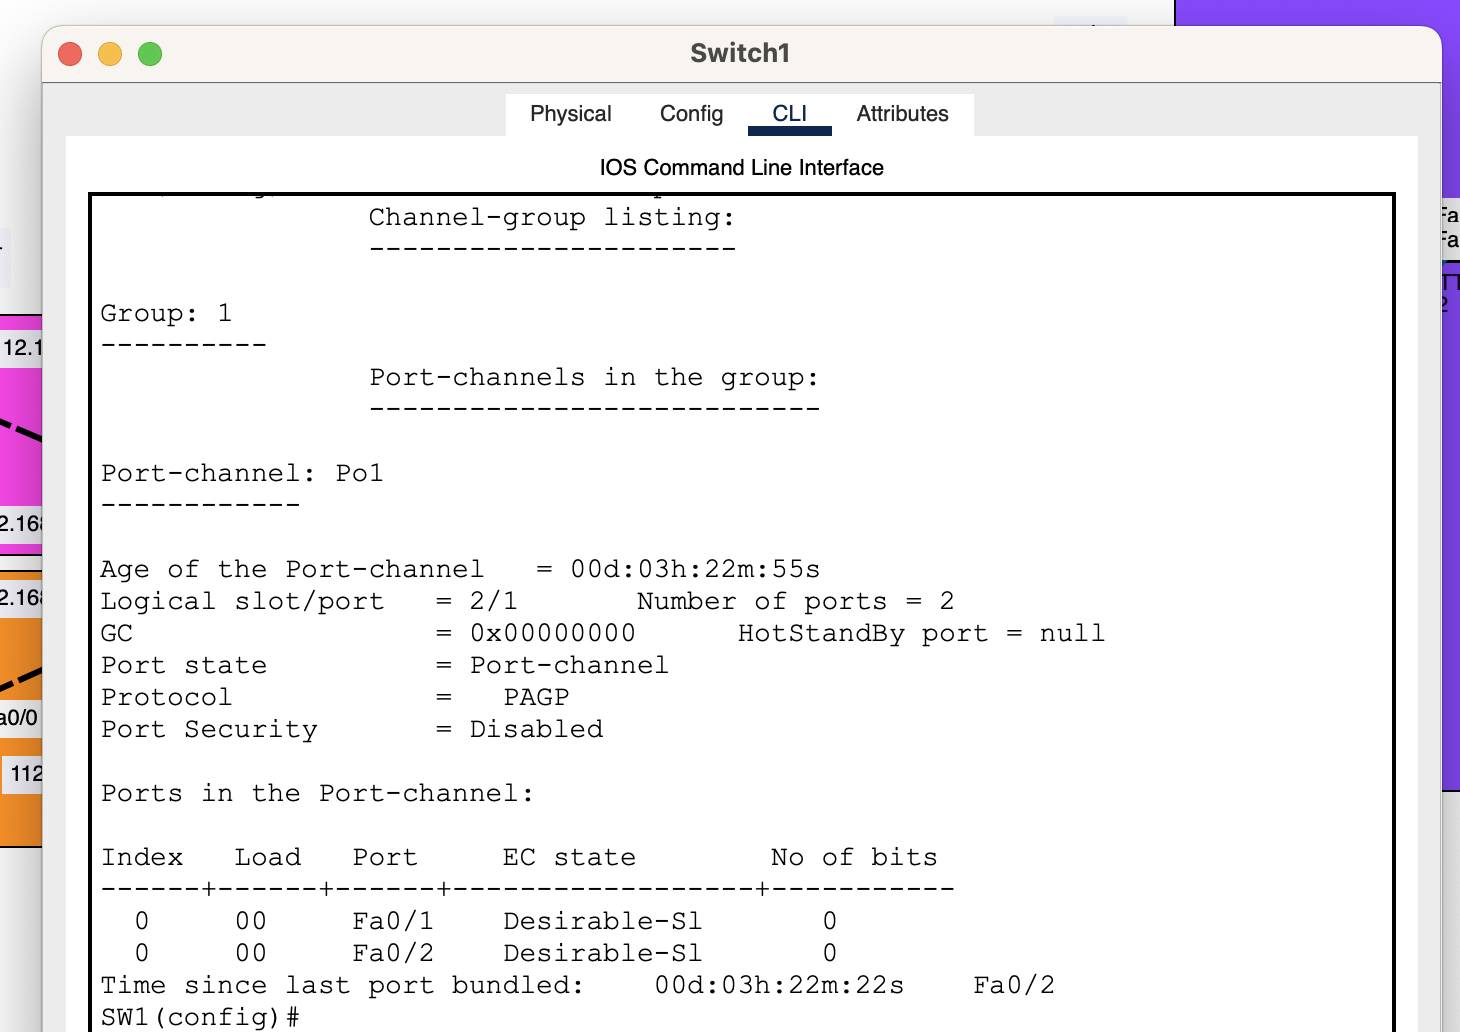 Switch1
Physical Config CLI Attributes
IOS Command Line Interface
Channel-group listing:
----------------------
Group: 1
----------
Port-channels in the group:
---------------------------
Port-channel: Po1
------------
Age of the Port-channel = 00d:03h:22m:55s
Logical slot/port = 2/1 Number of ports = 2
GC = 0x00000000 HotStandBy port = null
Port state = Port-channel
Protocol = PAGP
Port Security = Disabled
Ports in the Port-channel:
Index Load Port EC state No of bits
------+------+------+------------------+-----------
0 00 Fa0/1 Desirable-Sl 0
0 00 Fa0/2 Desirable-Sl 0
Time since last port bundled: 00d:03h:22m:22s Fa0/2
SW1(config)#
12.1
2.168
2.168
a0/0
112
Fa
Fa
2